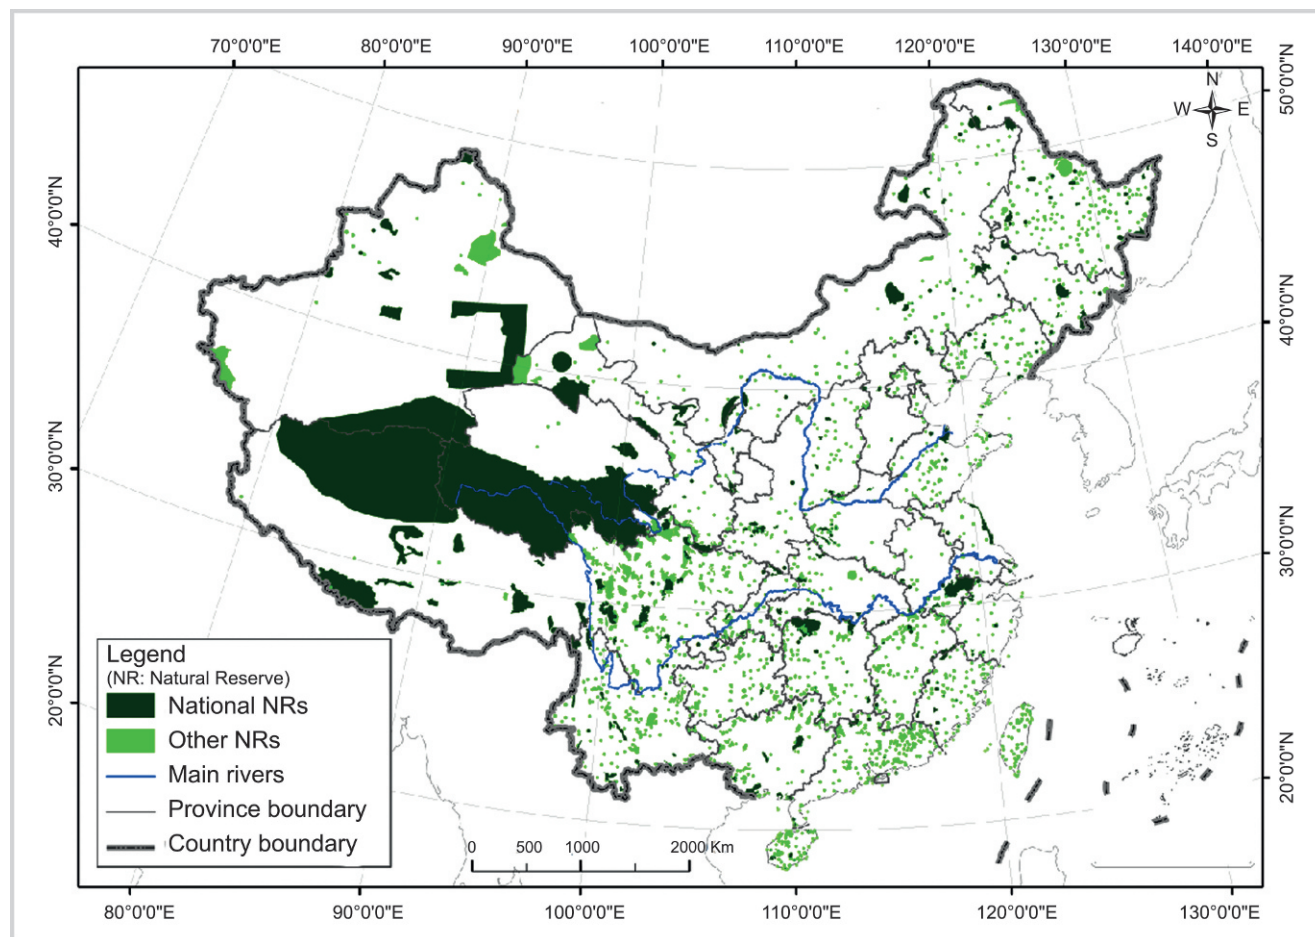 70°0'0"E 80°0'0"E 90°0'0"E 100°0'0"E 110°0'0"E 120°0'0"E 130°0'0"E 140°0'0"E
50°0'0"N
N
W E
S
40°0'0"N
40°0'0"N
30°0'0"N
30°0'0"N
20°0'0"N
20°0'0"N
Legend
(NR: Natural Reserve)
National NRs
Other NRs
Main rivers
Province boundary
Country boundary
0 500 1000 2000 Km
80°0'0"E 90°0'0"E 100°0'0"E 110°0'0"E 120°0'0"E 130°0'0"E